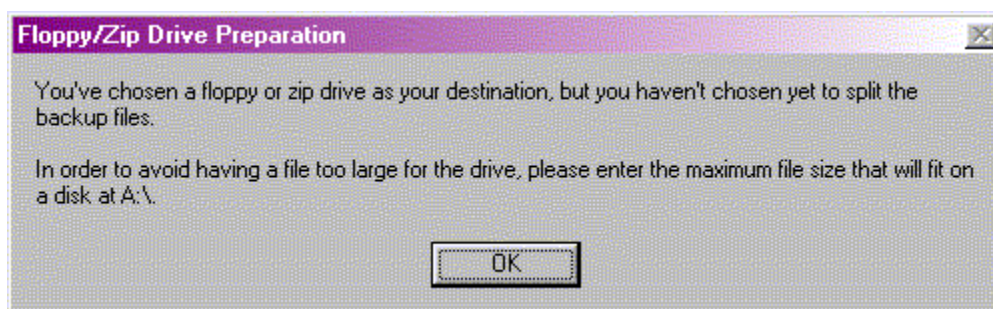 Floppy/Zip Drive Preparation
You've chosen a floppy or zip drive as your destination, but you haven't chosen yet to split the
backup files.
In order to avoid having a file too large for the drive, please enter the maximum file size that will fit on
a disk at A:\.
OK